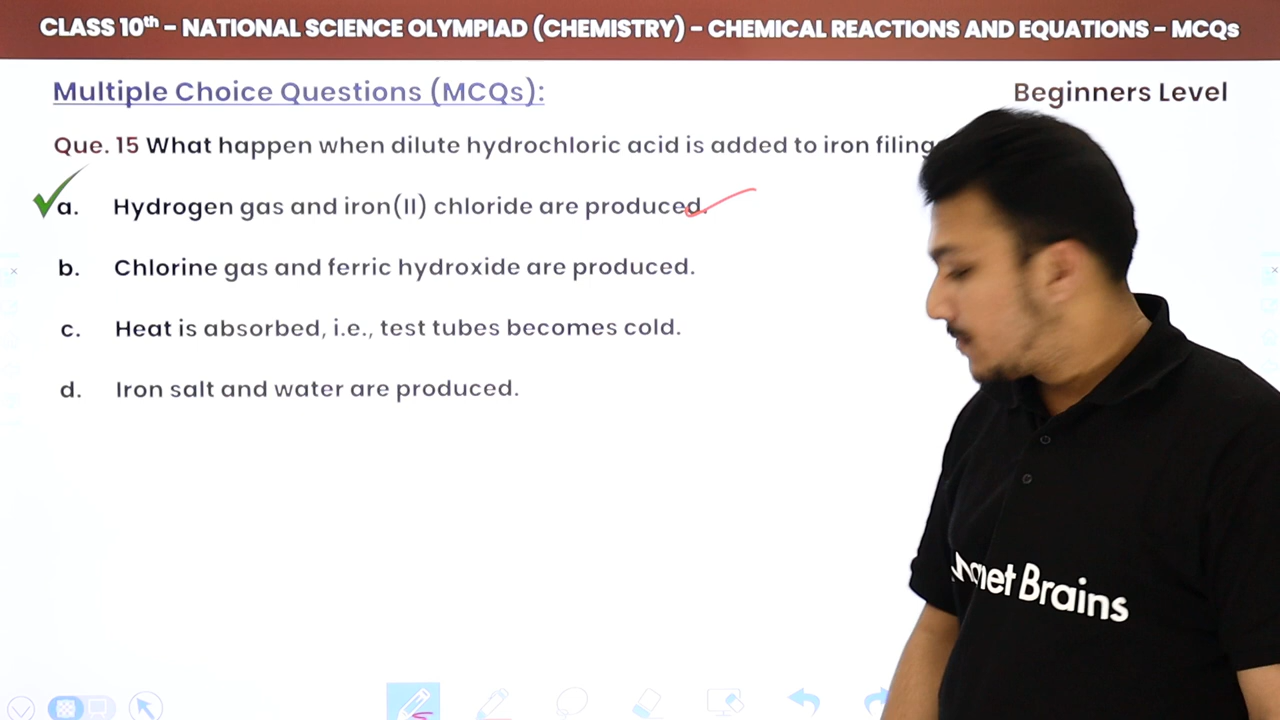 CLASS 10th – NATIONAL SCIENCE OLYMPIAD (CHEMISTRY) – CHEMICAL REACTIONS AND EQUATIONS – MCQs
Multiple Choice Questions (MCQs):
Beginners Level
Que. 15 What happen when dilute hydrochloric acid is added to iron filing
a. Hydrogen gas and iron(II) chloride are produced.
b. Chlorine gas and ferric hydroxide are produced.
c. Heat is absorbed, i.e., test tubes becomes cold.
d. Iron salt and water are produced.
Brains